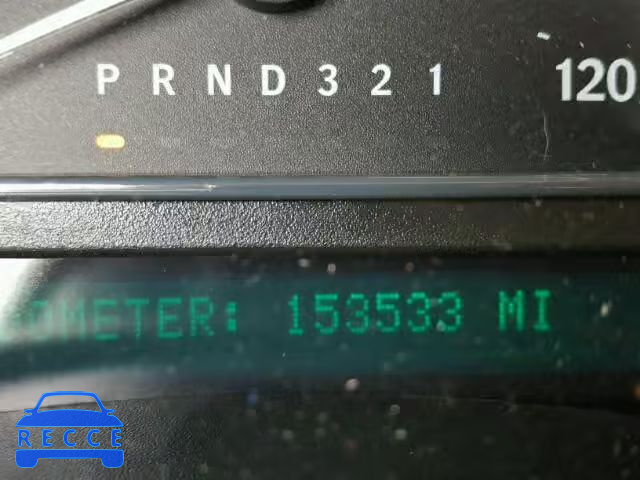 P R N D 3 2 1 120
OMETER: 153533 MI
RECCE